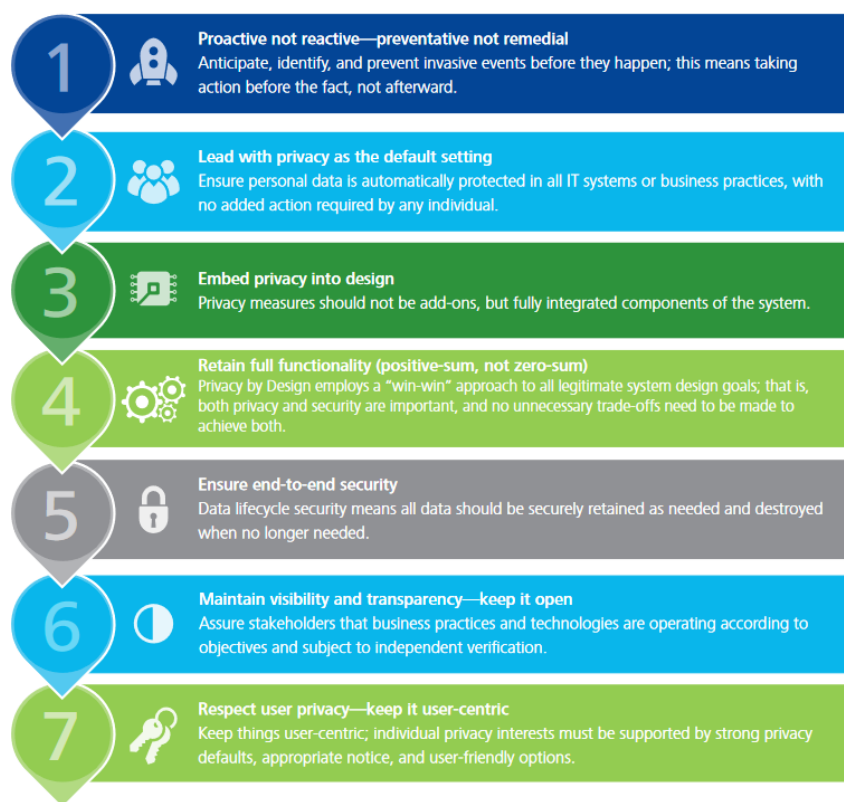 1
Proactive not reactive—preventative not remedial
Anticipate, identify, and prevent invasive events before they happen; this means taking
action before the fact, not afterward.
2
Lead with privacy as the default setting
Ensure personal data is automatically protected in all IT systems or business practices, with
no added action required by any individual.
3
Embed privacy into design
Privacy measures should not be add-ons, but fully integrated components of the system.
4
Retain full functionality (positive-sum, not zero-sum)
Privacy by Design employs a “win-win” approach to all legitimate system design goals; that is,
both privacy and security are important, and no unnecessary trade-offs need to be made to
achieve both.
5
Ensure end-to-end security
Data lifecycle security means all data should be securely retained as needed and destroyed
when no longer needed.
6
Maintain visibility and transparency—keep it open
Assure stakeholders that business practices and technologies are operating according to
objectives and subject to independent verification.
7
Respect user privacy—keep it user-centric
Keep things user-centric; individual privacy interests must be supported by strong privacy
defaults, appropriate notice, and user-friendly options.